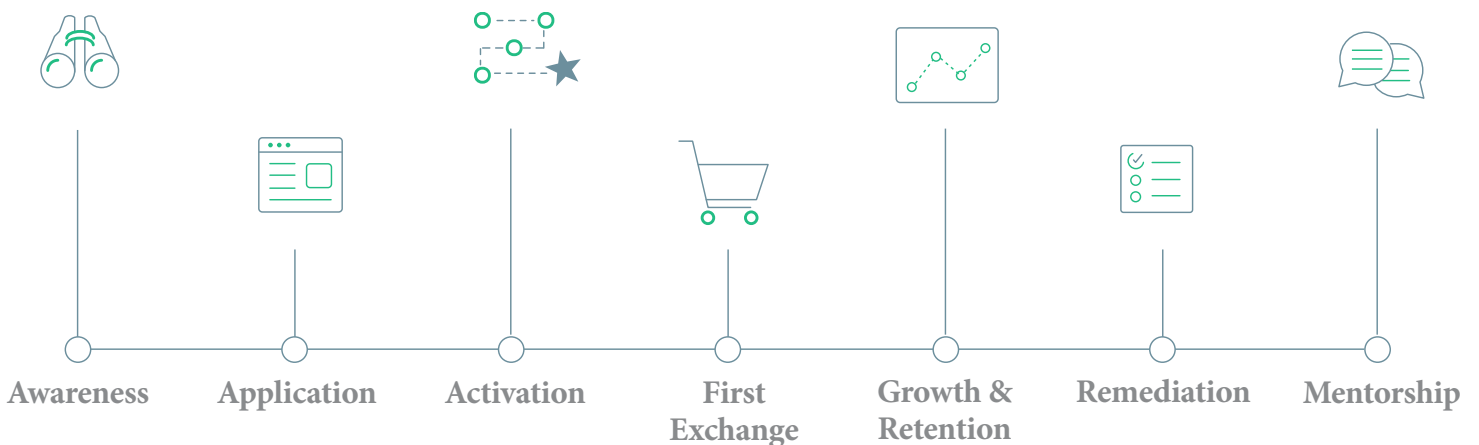 Awareness
Application
Activation
First
Exchange
Growth &
Retention
Remediation
Mentorship